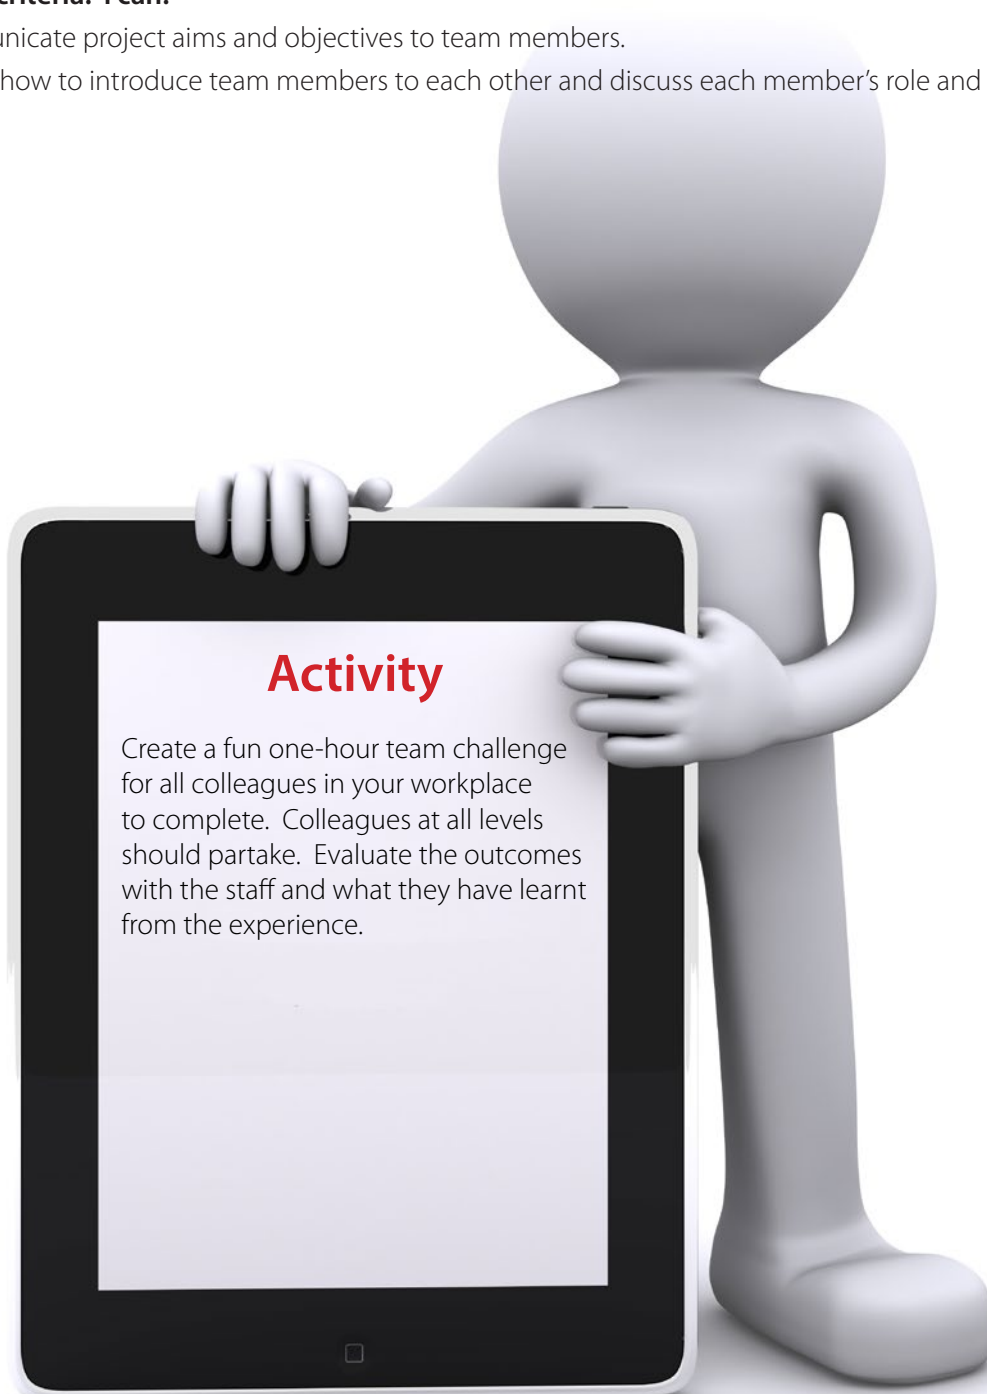 criteria: I can:
unicate project aims and objectives to team members.
how to introduce team members to each other and discuss each member's role and
Activity
Create a fun one-hour team challenge
for all colleagues in your workplace
to complete.  Colleagues at all levels
should partake.  Evaluate the outcomes
with the staff and what they have learnt
from the experience.